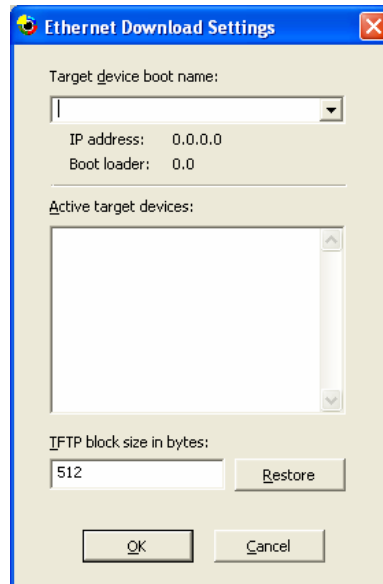 Ethernet Download Settings
Target device boot name:
IP address: 0.0.0.0
Boot loader: 0.0
Active target devices:
TFTP block size in bytes:
512 Restore
OK Cancel